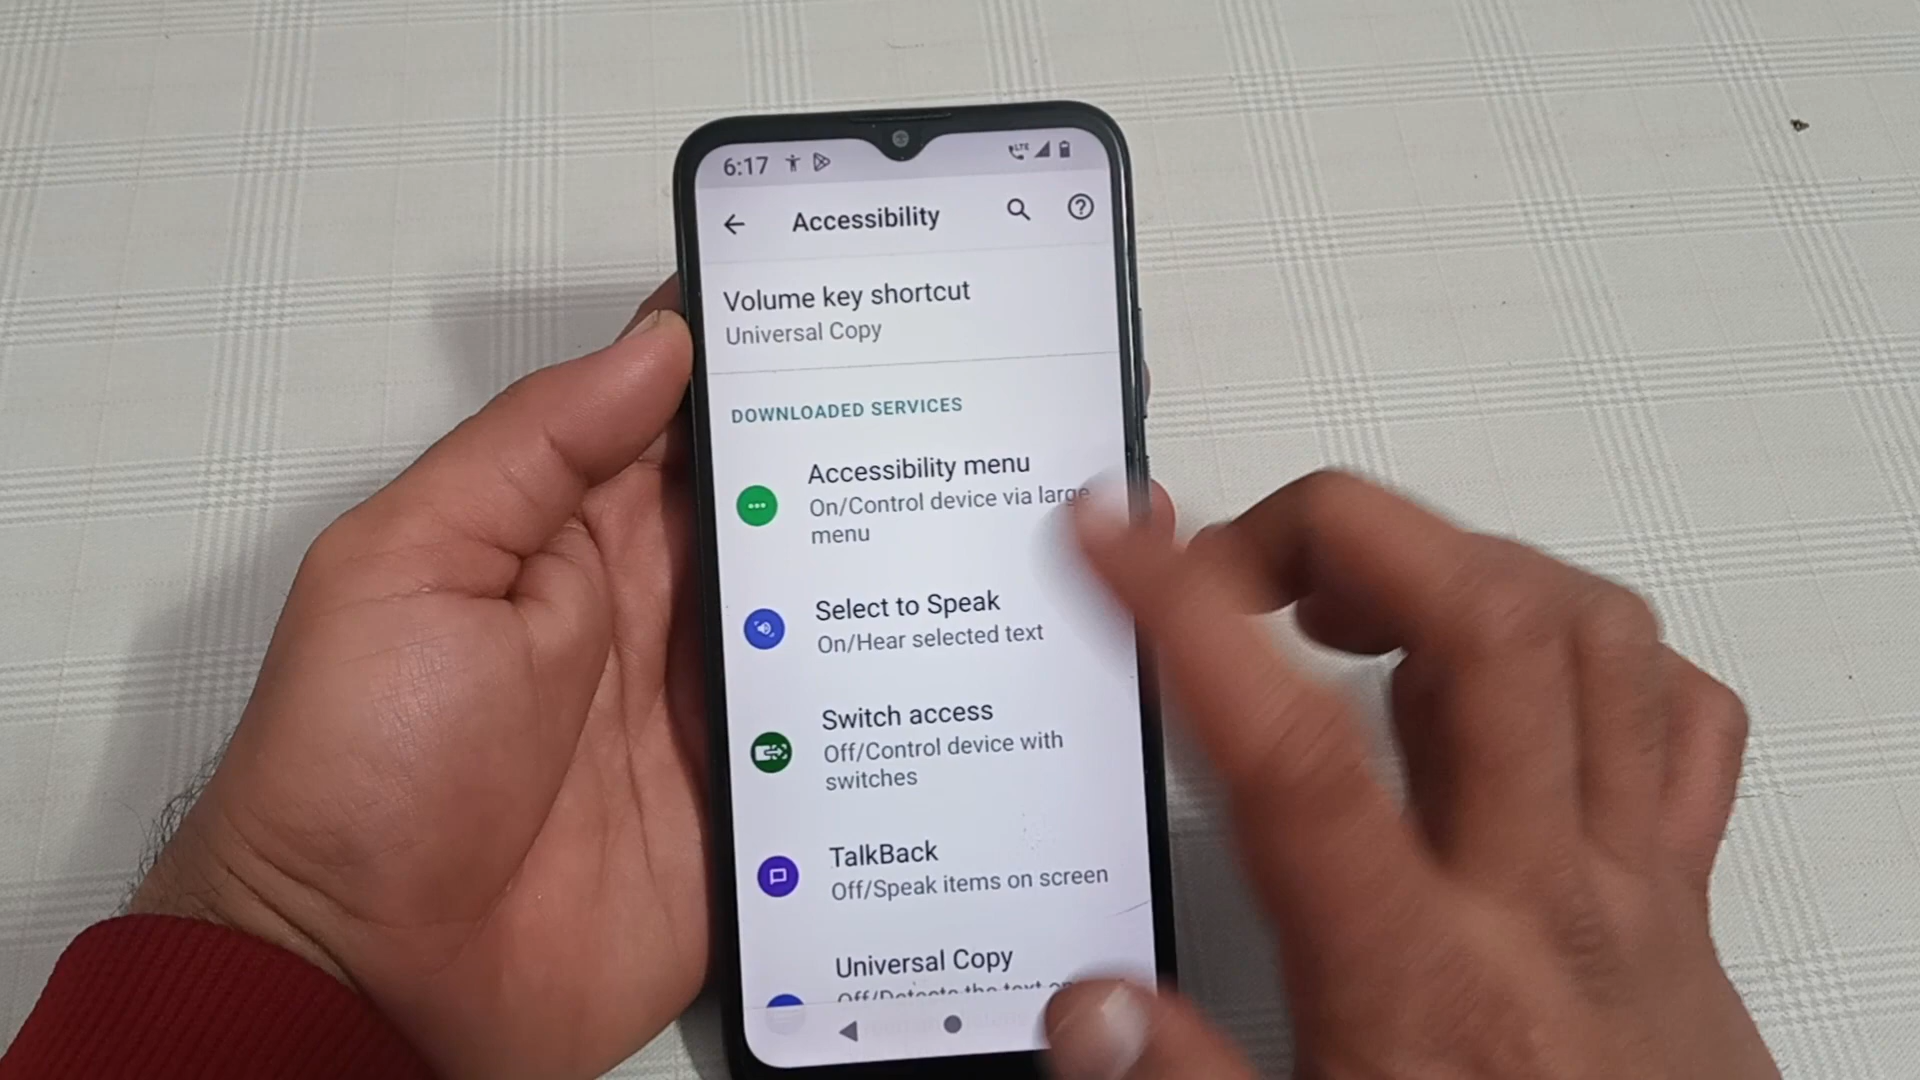 6:17
LTE
Accessibility
Volume key shortcut
Universal Copy
DOWNLOADED SERVICES
Accessibility menu
On/Control device via large
menu
Select to Speak
On/Hear selected text
Switch access
Off/Control device with
switches
TalkBack
Off/Speak items on screen
Universal Copy
Off/Detects the text on